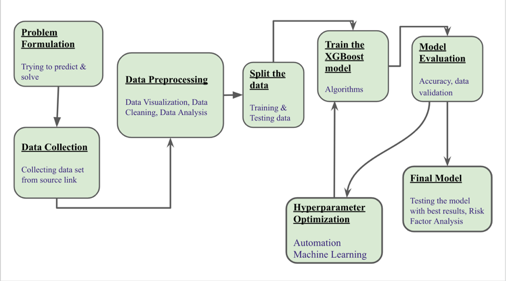 Problem
Formulation
Trying to predict &
solve
Data Collection
Collecting data set
from source link
Data Preprocessing
Data Visualization, Data
Cleaning, Data Analysis
Split the
data
Training &
Testing data
Train the
XGBoost
model
Algorithms
Model
Evaluation
Accuracy, data
validation
Hyperparameter
Optimization
Automation
Machine Learning
Final Model
Testing the model
with best results, Risk
Factor Analysis